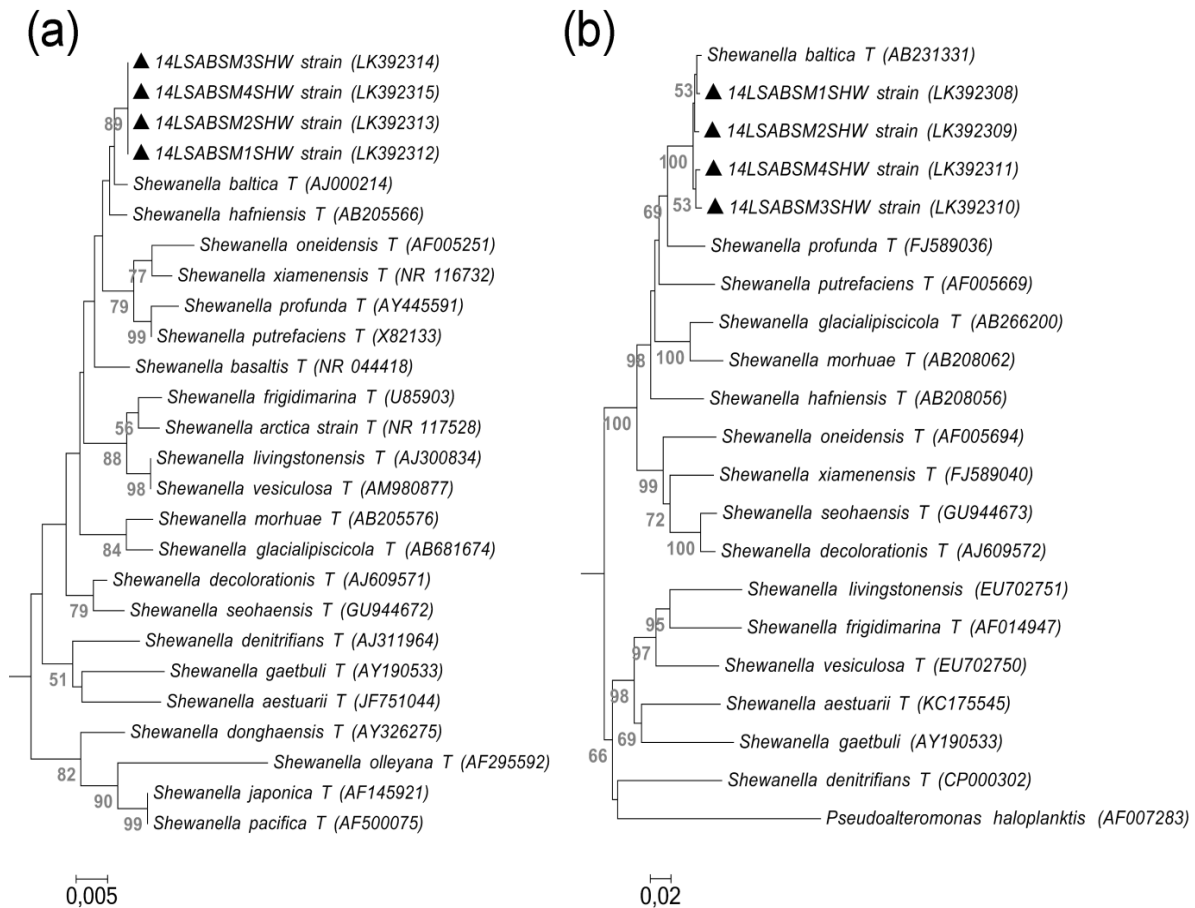 (a)
▲ 14LSABSM3SHW strain (LK392314)
▲ 14LSABSM4SHW strain (LK392315)
▲ 14LSABSM2SHW strain (LK392313)
89
▲ 14LSABSM1SHW strain (LK392312)
Shewanella baltica T (AJ000214)
Shewanella hafniensis T (AB205566)
Shewanella oneidensis T (AF005251)
77
Shewanella xiamenensis T (NR 116732)
79
Shewanella profunda T (AY445591)
99
Shewanella putrefaciens T (X82133)
Shewanella basaltis T (NR 044418)
Shewanella frigidimarina T (U85903)
56
Shewanella arctica strain T (NR 117528)
88
Shewanella livingstonensis T (AJ300834)
98
Shewanella vesiculosa T (AM980877)
Shewanella morhuae T (AB205576)
84
Shewanella glacialipiscicola T (AB681674)
Shewanella decolorationis T (AJ609571)
79
Shewanella seohaensis T (GU944672)
Shewanella denitrifians T (AJ311964)
51
Shewanella gaetbuli T (AY190533)
Shewanella aestuarii T (JF751044)
Shewanella donghaensis T (AY326275)
82
Shewanella olleyana T (AF295592)
90
Shewanella japonica T (AF145921)
99
Shewanella pacifica T (AF500075)
0,005
(b)
Shewanella baltica T (AB231331)
53
▲ 14LSABSM1SHW strain (LK392308)
▲ 14LSABSM2SHW strain (LK392309)
100
▲ 14LSABSM4SHW strain (LK392311)
53
▲ 14LSABSM3SHW strain (LK392310)
69
Shewanella profunda T (FJ589036)
Shewanella putrefaciens T (AF005669)
Shewanella glacialipiscicola T (AB266200)
98
100
Shewanella morhuae T (AB208062)
Shewanella hafniensis T (AB208056)
100
Shewanella oneidensis T (AF005694)
99
Shewanella xiamenensis T (FJ589040)
72
Shewanella seohaensis T (GU944673)
100
Shewanella decolorationis T (AJ609572)
Shewanella livingstonensis (EU702751)
95
Shewanella frigidimarina T (AF014947)
97
Shewanella vesiculosa T (EU702750)
98
Shewanella aestuarii T (KC175545)
69
Shewanella gaetbuli (AY190533)
66
Shewanella denitrifians T (CP000302)
Pseudoalteromonas haloplanktis (AF007283)
0,02